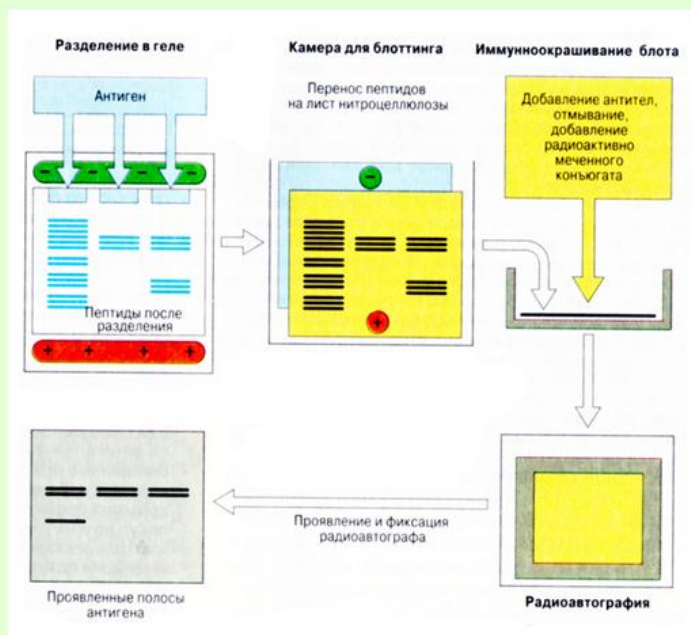 Разделение в геле
Камера для блоттинга
Иммунноокрашивание блота
Антиген
Перенос пептидов
на лист нитроцеллюлозы
Добавление антител,
отмывание,
добавление
радиоактивно
меченного
конъюгата
− − − −
−
Пептиды после
разделения
+ + + +
+
Проявление и фиксация
радиоавтографа
Проявленные полосы
антигена
Радиоавтография